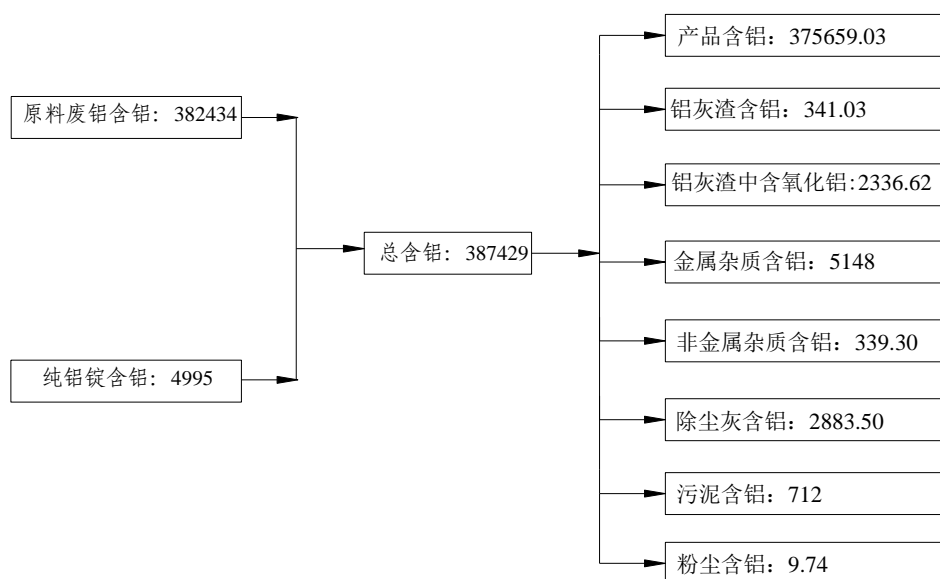 原料废铝含铝：382434
纯铝锭含铝：4995
总含铝：387429
产品含铝：375659.03
铝灰渣含铝：341.03
铝灰渣中含氧化铝:2336.62
金属杂质含铝：5148
非金属杂质含铝：339.30
除尘灰含铝：2883.50
污泥含铝：712
粉尘含铝：9.74